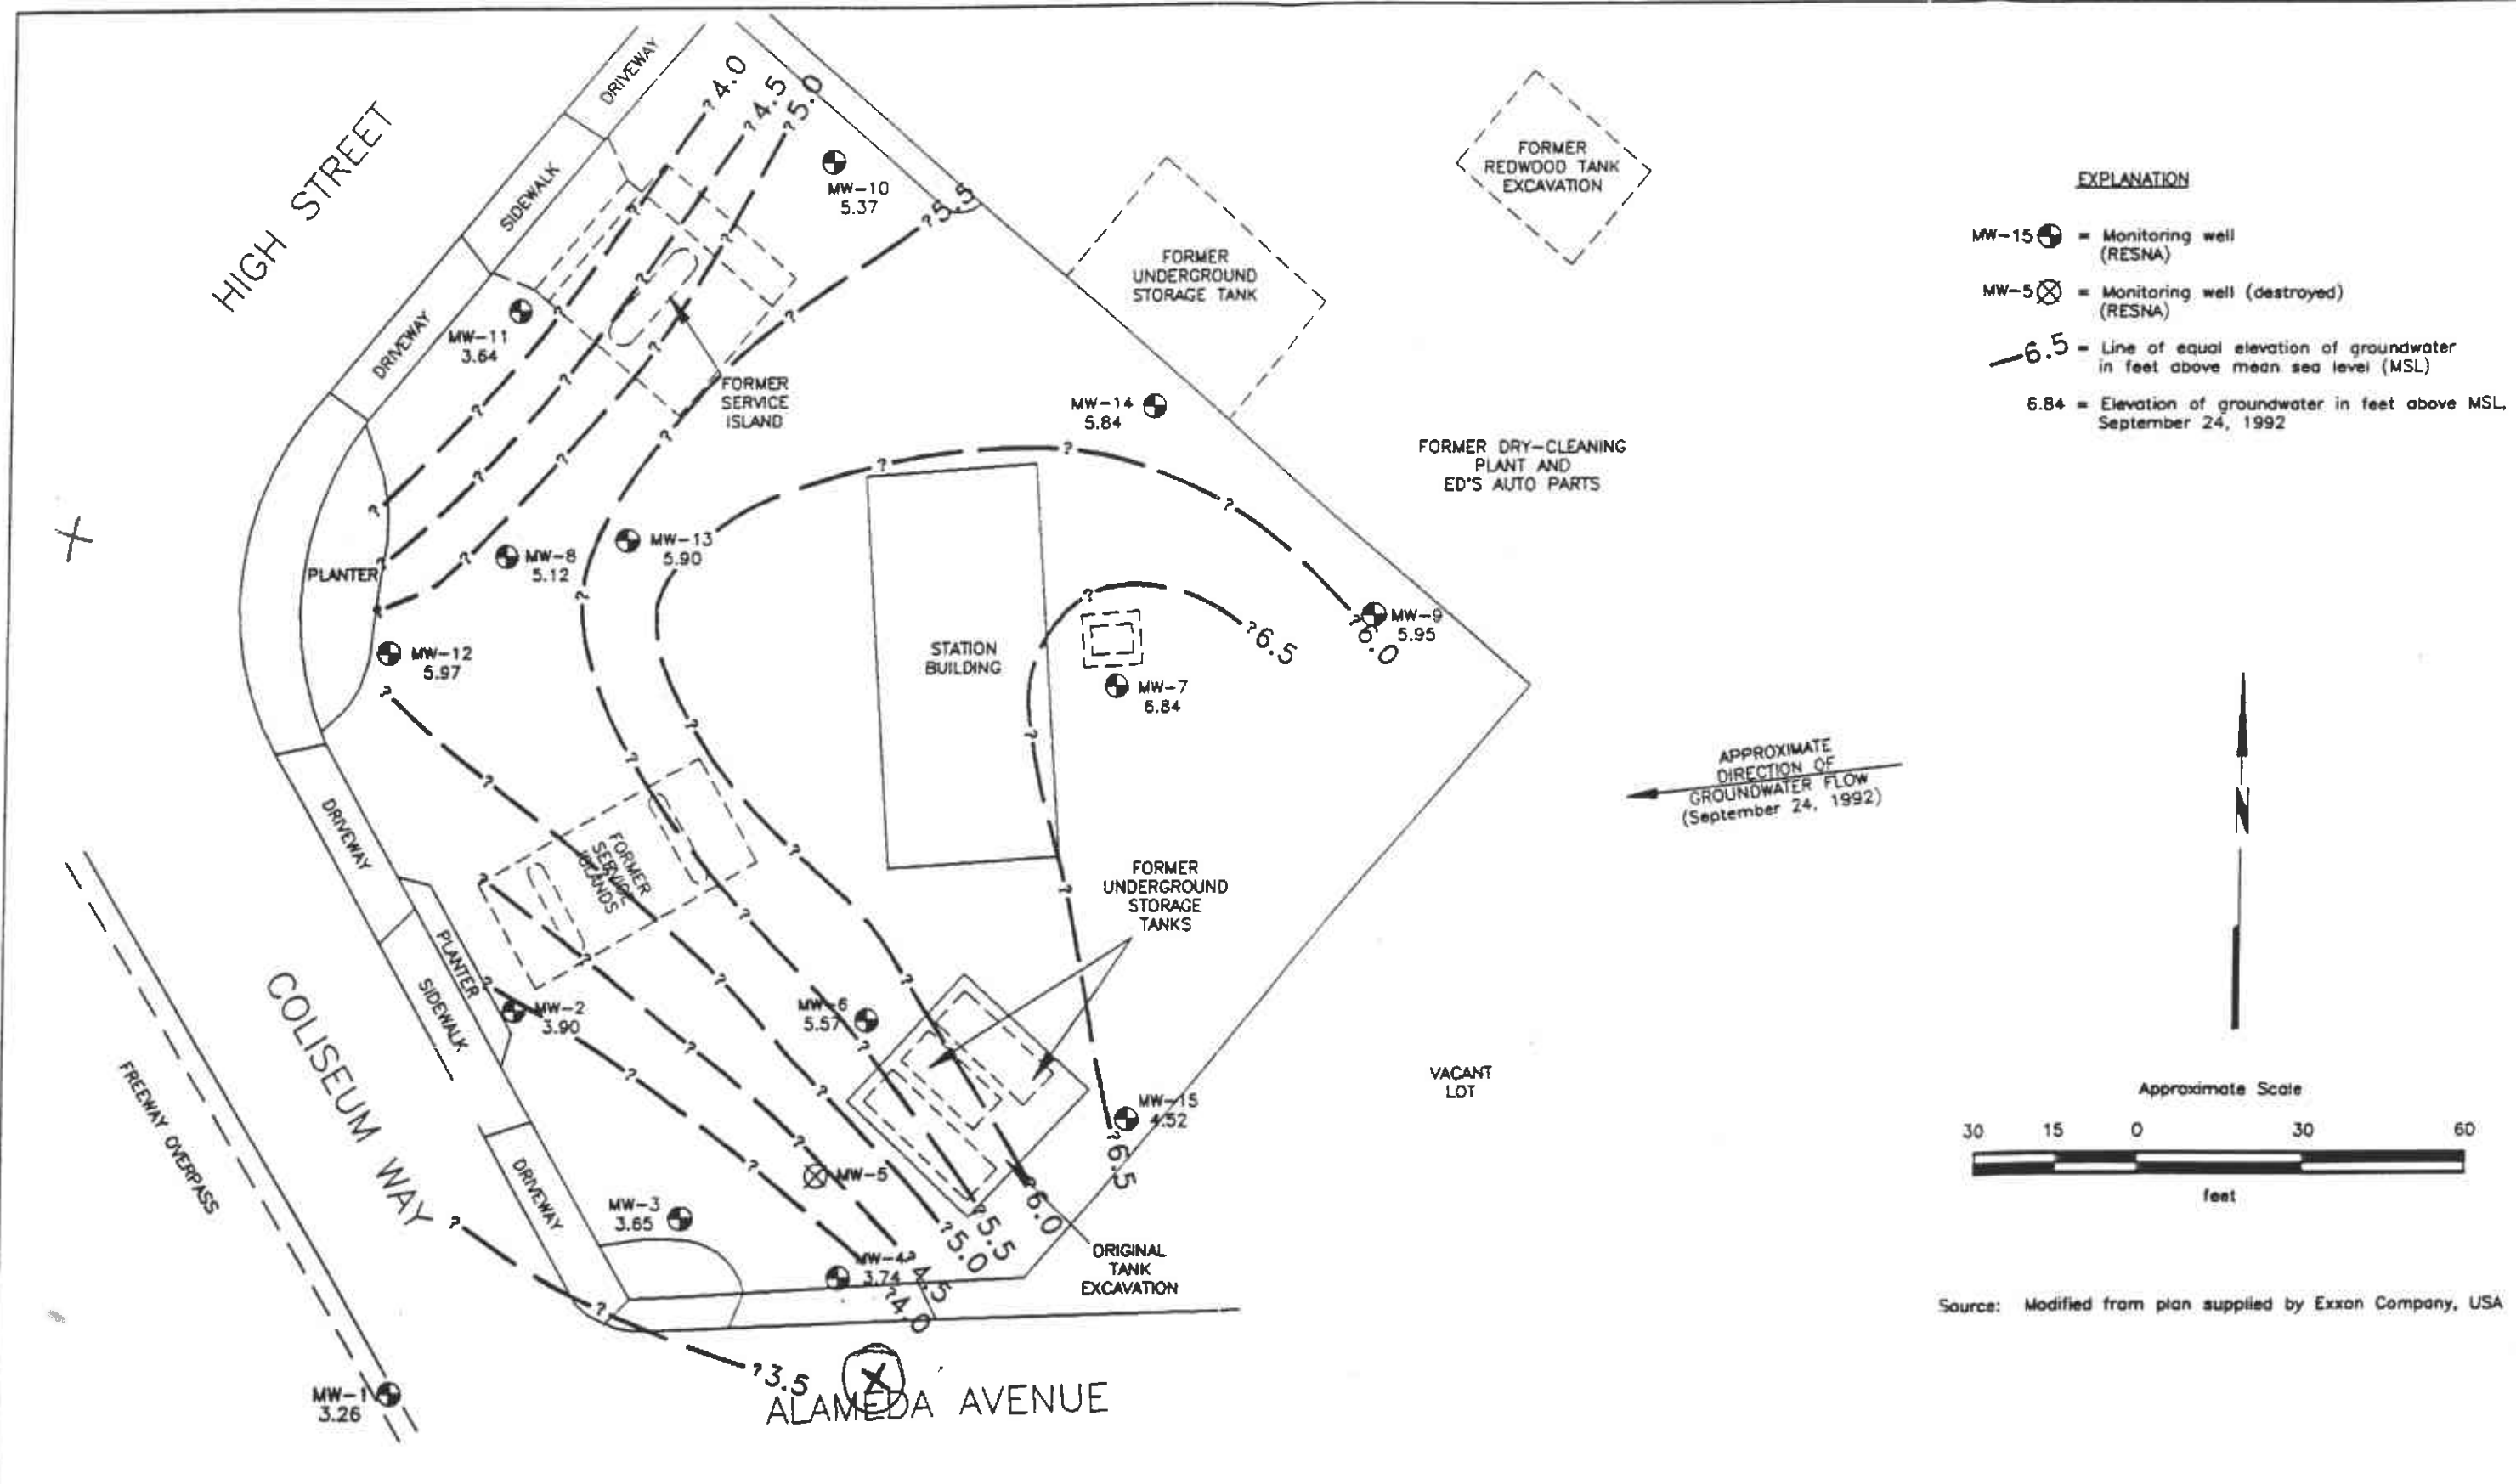 DRIVEWAY
?4.0
?4.5
?5.0
HIGH STREET
SIDEWALK
MW-10
5.37
?5.5
FORMER
REDWOOD TANK
EXCAVATION
FORMER
UNDERGROUND
STORAGE TANK
EXPLANATION
MW-15 = Monitoring well
(RESNA)
MW-5 = Monitoring well (destroyed)
(RESNA)
6.5 = Line of equal elevation of groundwater
in feet above mean sea level (MSL)
6.84 = Elevation of groundwater in feet above MSL,
September 24, 1992
DRIVEWAY
MW-11
3.64
FORMER
SERVICE
ISLAND
MW-14
5.84
FORMER DRY-CLEANING
PLANT AND
ED'S AUTO PARTS
PLANTER
MW-8
5.12
MW-13
5.90
MW-12
5.97
STATION
BUILDING
?6.5
MW-9
5.95
?6.0
MW-7
6.84
APPROXIMATE
DIRECTION OF
GROUNDWATER FLOW
(September 24, 1992)
N
DRIVEWAY
FORMER
SERVICE
ISLANDS
FORMER
UNDERGROUND
STORAGE
TANKS
PLANTER
SIDEWALK
COLISEUM WAY
FREEWAY OVERPASS
MW-2
3.90
MW-6
5.57
MW-15
4.52
?6.5
VACANT
LOT
Approximate Scale
30 15 0 30 60
feet
DRIVEWAY
MW-5
MW-3
3.65
MW-4
3.74
?6.0
?5.5
?5.0
?4.5
?4.0
ORIGINAL
TANK
EXCAVATION
Source: Modified from plan supplied by Exxon Company, USA
?3.5
X
ALAMEDA AVENUE
MW-1
3.26